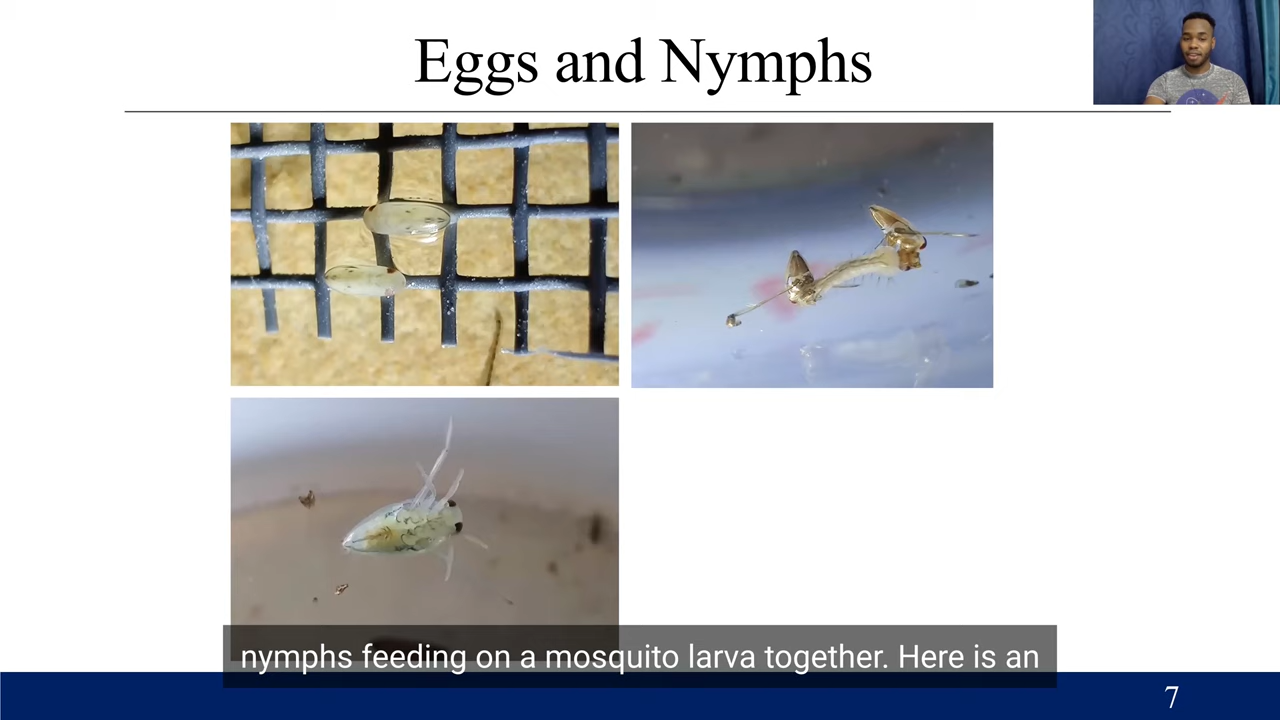 Eggs and Nymphs
nymphs feeding on a mosquito larva together. Here is an
7